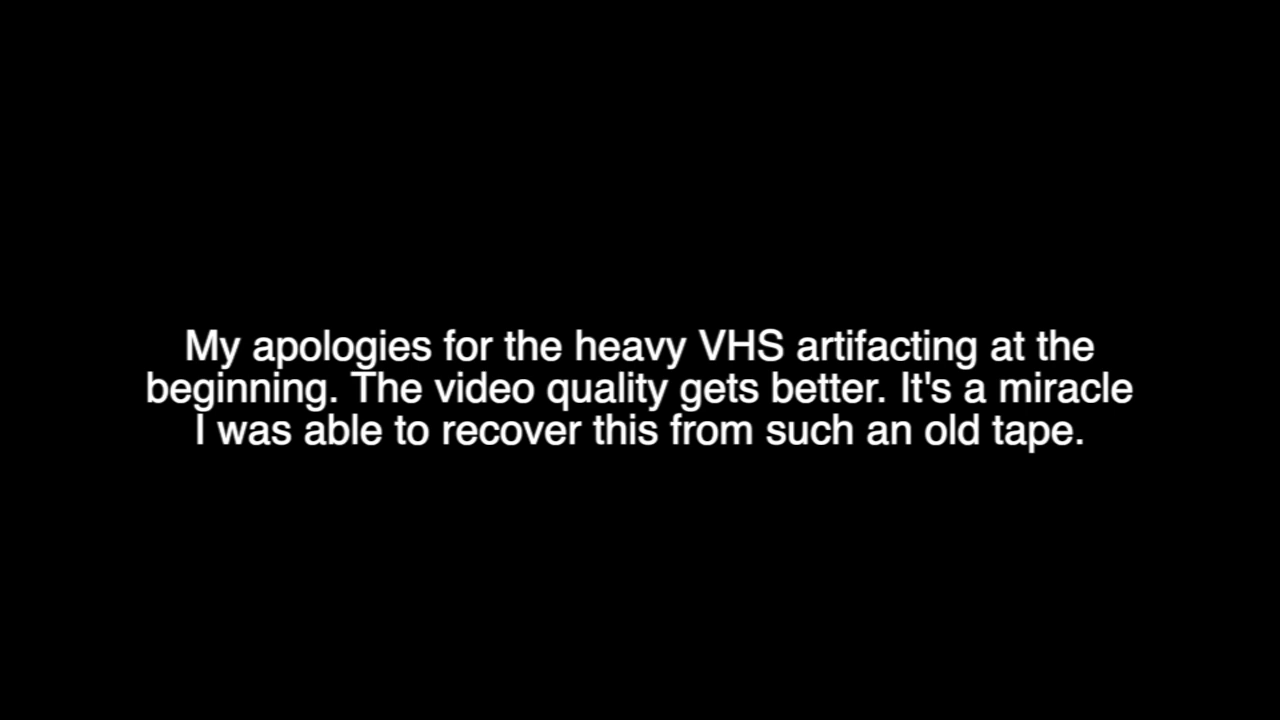 My apologies for the heavy VHS artifacting at the
beginning. The video quality gets better. It's a miracle
I was able to recover this from such an old tape.